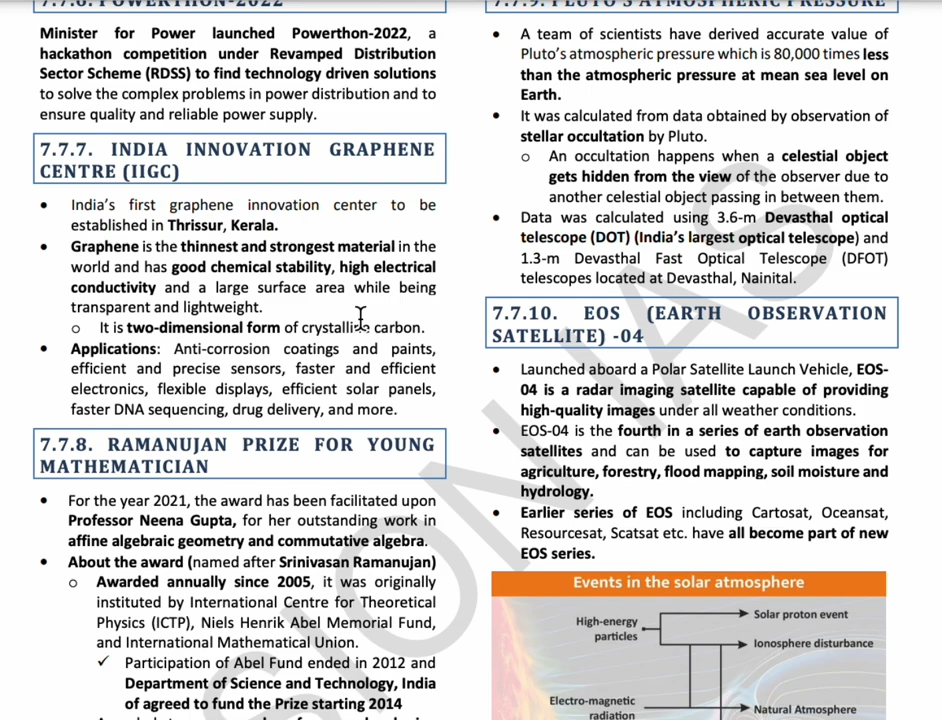 7.7.6. POWERTHON-2022
Minister for Power launched Powerthon-2022, a
hackathon competition under Revamped Distribution
Sector Scheme (RDSS) to find technology driven solutions
to solve the complex problems in power distribution and to
ensure quality and reliable power supply.
7.7.7. INDIA INNOVATION GRAPHENE
CENTRE (IIGC)
• India's first graphene innovation center to be
established in Thrissur, Kerala.
• Graphene is the thinnest and strongest material in the
world and has good chemical stability, high electrical
conductivity and a large surface area while being
transparent and lightweight.
o It is two-dimensional form of crystalline carbon.
• Applications: Anti-corrosion coatings and paints,
efficient and precise sensors, faster and efficient
electronics, flexible displays, efficient solar panels,
faster DNA sequencing, drug delivery, and more.
7.7.8. RAMANUJAN PRIZE FOR YOUNG
MATHEMATICIAN
• For the year 2021, the award has been facilitated upon
Professor Neena Gupta, for her outstanding work in
affine algebraic geometry and commutative algebra.
• About the award (named after Srinivasan Ramanujan)
o Awarded annually since 2005, it was originally
instituted by International Centre for Theoretical
Physics (ICTP), Niels Henrik Abel Memorial Fund,
and International Mathematical Union.
✓ Participation of Abel Fund ended in 2012 and
Department of Science and Technology, India
of agreed to fund the Prize starting 2014
7.7.9. PLUTO'S ATMOSPHERIC PRESSURE
• A team of scientists have derived accurate value of
Pluto's atmospheric pressure which is 80,000 times less
than the atmospheric pressure at mean sea level on
Earth.
• It was calculated from data obtained by observation of
stellar occultation by Pluto.
o An occultation happens when a celestial object
gets hidden from the view of the observer due to
another celestial object passing in between them.
• Data was calculated using 3.6-m Devasthal optical
telescope (DOT) (India's largest optical telescope) and
1.3-m Devasthal Fast Optical Telescope (DFOT)
telescopes located at Devasthal, Nainital.
7.7.10. EOS (EARTH OBSERVATION
SATELLITE) -04
• Launched aboard a Polar Satellite Launch Vehicle, EOS-
04 is a radar imaging satellite capable of providing
high-quality images under all weather conditions.
• EOS-04 is the fourth in a series of earth observation
satellites and can be used to capture images for
agriculture, forestry, flood mapping, soil moisture and
hydrology.
• Earlier series of EOS including Cartosat, Oceansat,
Resourcesat, Scatsat etc. have all become part of new
EOS series.
Events in the solar atmosphere
High-energy
particles
Solar proton event
Ionosphere disturbance
Electro-magnetic
radiation
Natural Atmosphere
SION IAS